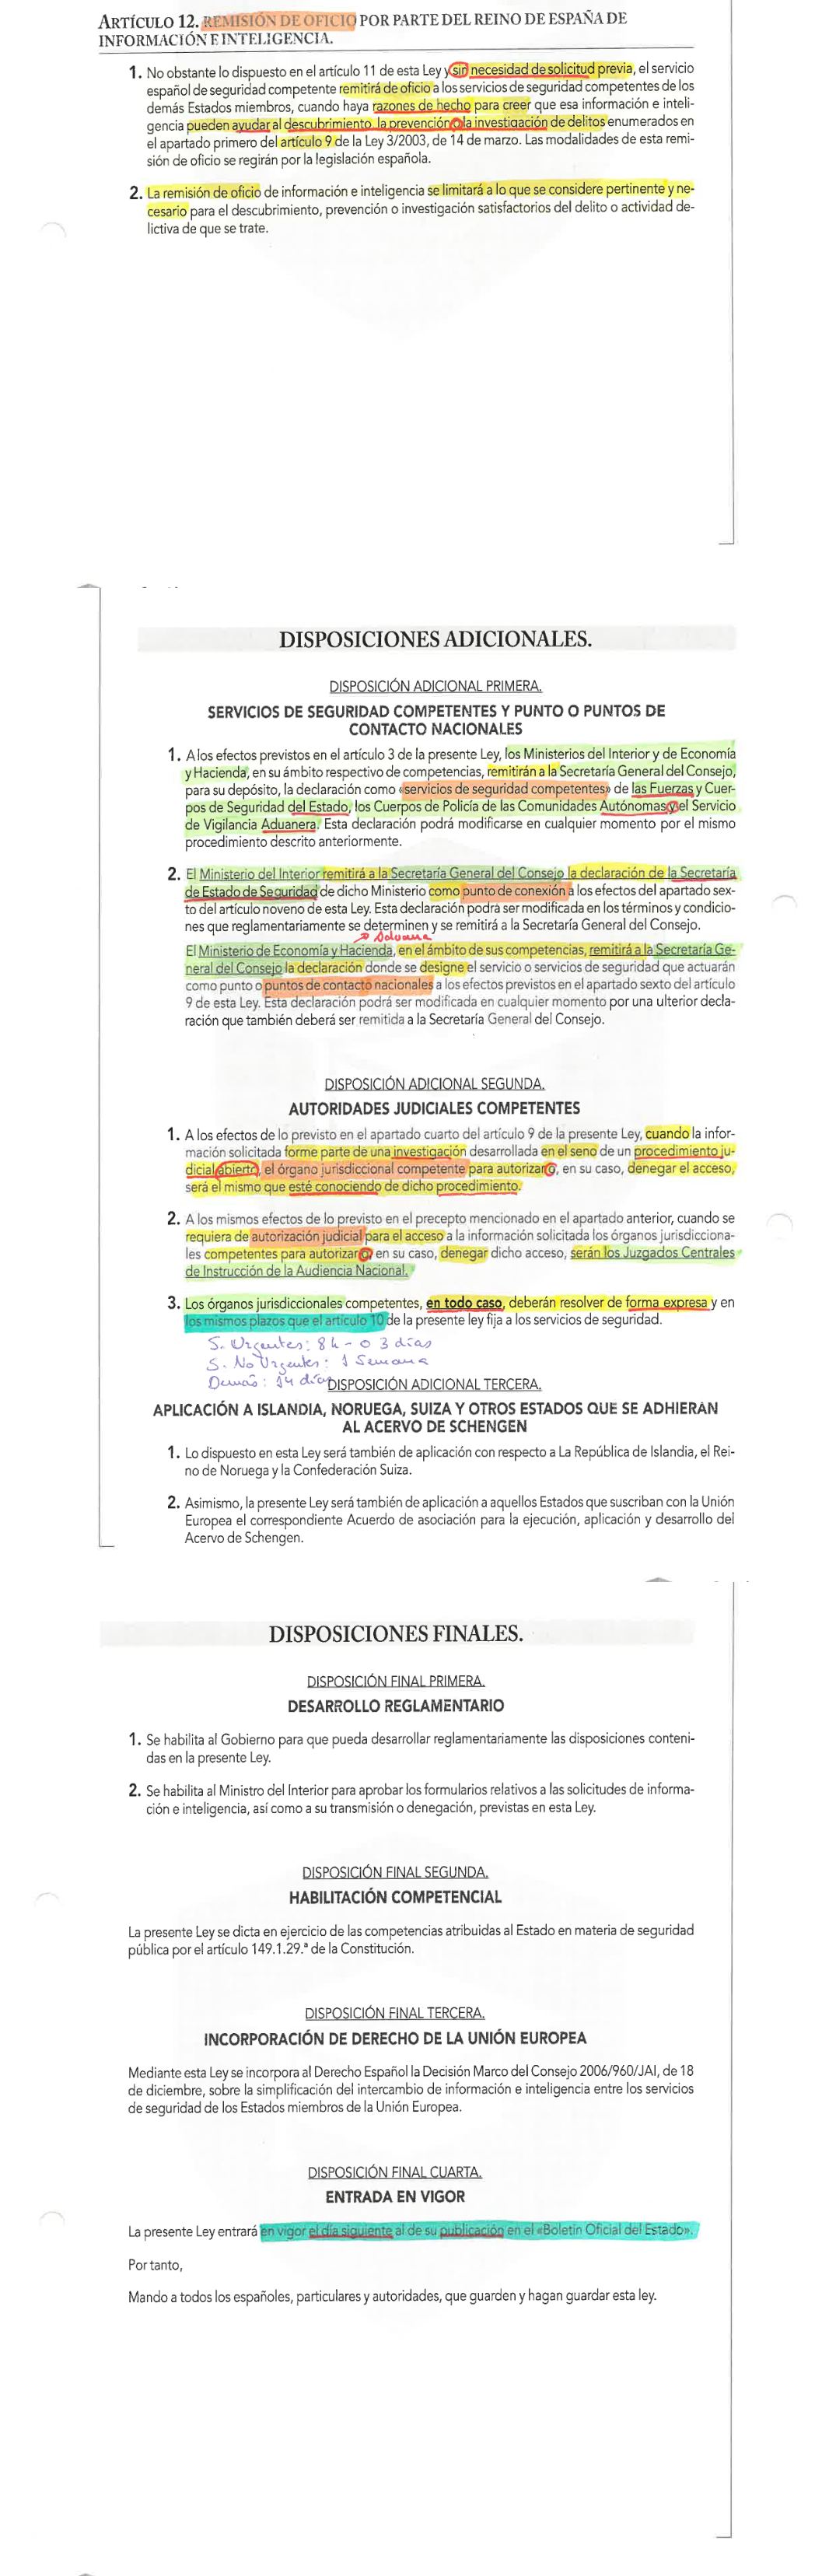 ARTÍCULO 12. REMISIÓN DE OFICIO POR PARTE DEL REINO DE ESPAÑA DE
INFORMACIÓN E INTELIGENCIA.
1. No obstante lo dispuesto en el artículo 11 de esta Ley y sin necesidad de solicitud previa, el servicio
español de seguridad competente remitirá de oficio a los servicios de seguridad competentes de los
demás Estados miembros, cuando haya razones de hecho para creer que esa información e inteli-
gencia pueden ayudar al descubrimiento, la prevención o la investigación de delitos enumerados en
el apartado primero del artículo 9 de la Ley 3/2003, de 14 de marzo. Las modalidades de esta remi-
sión de oficio se regirán por la legislación española.
2. La remisión de oficio de información e inteligencia se limitará a lo que se considere pertinente y ne-
cesario para el descubrimiento, prevención o investigación satisfactorios del delito o actividad de-
lictiva de que se trate.
DISPOSICIONES ADICIONALES.
DISPOSICIÓN ADICIONAL PRIMERA.
SERVICIOS DE SEGURIDAD COMPETENTES Y PUNTO O PUNTOS DE
CONTACTO NACIONALES
1. A los efectos previstos en el artículo 3 de la presente Ley, los Ministerios del Interior y de Economía
y Hacienda, en su ámbito respectivo de competencias, remitirán a la Secretaría General del Consejo,
para su depósito, la declaración como «servicios de seguridad competentes» de las Fuerzas y Cuer-
pos de Seguridad del Estado, los Cuerpos de Policía de las Comunidades Autónomas y el Servicio
de Vigilancia Aduanera. Esta declaración podrá modificarse en cualquier momento por el mismo
procedimiento descrito anteriormente.
2. El Ministerio del Interior remitirá a la Secretaría General del Consejo la declaración de la Secretaría
de Estado de Seguridad de dicho Ministerio como punto de conexión a los efectos del apartado sex-
to del artículo noveno de esta Ley. Esta declaración podrá ser modificada en los términos y condicio-
nes que reglamentariamente se determinen y se remitirá a la Secretaría General del Consejo.
→ Aduana
El Ministerio de Economía y Hacienda, en el ámbito de sus competencias, remitirá a la Secretaría Ge-
neral del Consejo la declaración donde se designe el servicio o servicios de seguridad que actuarán
como punto o puntos de contacto nacionales a los efectos previstos en el apartado sexto del artículo
9 de esta Ley. Esta declaración podrá ser modificada en cualquier momento por una ulterior decla-
ración que también deberá ser remitida a la Secretaría General del Consejo.
DISPOSICIÓN ADICIONAL SEGUNDA.
AUTORIDADES JUDICIALES COMPETENTES
1. A los efectos de lo previsto en el apartado cuarto del artículo 9 de la presente Ley, cuando la infor-
mación solicitada forme parte de una investigación desarrollada en el seno de un procedimiento ju-
dicial abierto, el órgano jurisdiccional competente para autorizar o, en su caso, denegar el acceso,
será el mismo que esté conociendo de dicho procedimiento.
2. A los mismos efectos de lo previsto en el precepto mencionado en el apartado anterior, cuando se
requiera de autorización judicial para el acceso a la información solicitada los órganos jurisdicciona-
les competentes para autorizar o, en su caso, denegar dicho acceso, serán los Juzgados Centrales
de Instrucción de la Audiencia Nacional.
3. Los órganos jurisdiccionales competentes, en todo caso, deberán resolver de forma expresa y en
los mismos plazos que el artículo 10 de la presente ley fija a los servicios de seguridad.
S. Urgentes: 8h - o 3 días
S. No Urgentes: 1 Semana
Demás: 14 días
DISPOSICIÓN ADICIONAL TERCERA.
APLICACIÓN A ISLANDIA, NORUEGA, SUIZA Y OTROS ESTADOS QUE SE ADHIERAN
AL ACERVO DE SCHENGEN
1. Lo dispuesto en esta Ley será también de aplicación con respecto a La República de Islandia, el Rei-
no de Noruega y la Confederación Suiza.
2. Asimismo, la presente Ley será también de aplicación a aquellos Estados que suscriban con la Unión
Europea el correspondiente Acuerdo de asociación para la ejecución, aplicación y desarrollo del
Acervo de Schengen.
DISPOSICIONES FINALES.
DISPOSICIÓN FINAL PRIMERA.
DESARROLLO REGLAMENTARIO
1. Se habilita al Gobierno para que pueda desarrollar reglamentariamente las disposiciones conteni-
das en la presente Ley.
2. Se habilita al Ministro del Interior para aprobar los formularios relativos a las solicitudes de informa-
ción e inteligencia, así como a su transmisión o denegación, previstas en esta Ley.
DISPOSICIÓN FINAL SEGUNDA.
HABILITACIÓN COMPETENCIAL
La presente Ley se dicta en ejercicio de las competencias atribuidas al Estado en materia de seguridad
pública por el artículo 149.1.29.ª de la Constitución.
DISPOSICIÓN FINAL TERCERA.
INCORPORACIÓN DE DERECHO DE LA UNIÓN EUROPEA
Mediante esta Ley se incorpora al Derecho Español la Decisión Marco del Consejo 2006/960/JAI, de 18
de diciembre, sobre la simplificación del intercambio de información e inteligencia entre los servicios
de seguridad de los Estados miembros de la Unión Europea.
DISPOSICIÓN FINAL CUARTA.
ENTRADA EN VIGOR
La presente Ley entrará en vigor el día siguiente al de su publicación en el «Boletín Oficial del Estado».
Por tanto,
Mando a todos los españoles, particulares y autoridades, que guarden y hagan guardar esta ley.